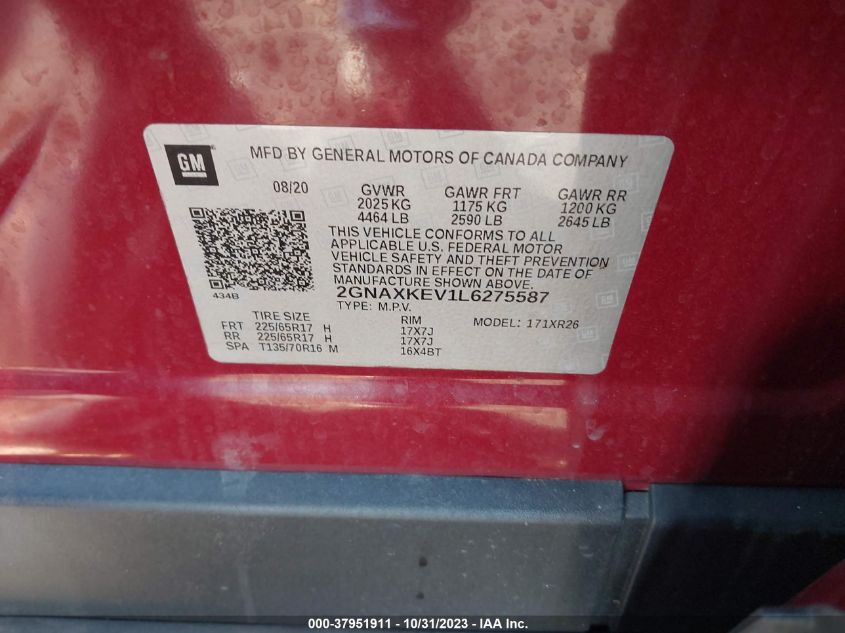 GM MFD BY GENERAL MOTORS OF CANADA COMPANY
08/20 GVWR GAWR FRT GAWR RR
2025 KG 1175 KG 1200 KG
4464 LB 2590 LB 2645 LB
THIS VEHICLE CONFORMS TO ALL
APPLICABLE U.S. FEDERAL MOTOR
VEHICLE SAFETY AND THEFT PREVENTION
STANDARDS IN EFFECT ON THE DATE OF
MANUFACTURE SHOWN ABOVE.
434B 2GNAXKEV1L6275587
TYPE: M.P.V.
TIRE SIZE RIM MODEL: 171XR26
FRT 225/65R17 H 17X7J
RR 225/65R17 H 17X7J
SPA T135/70R16 M 16X4BT
000-37951911 - 10/31/2023 - IAA Inc.